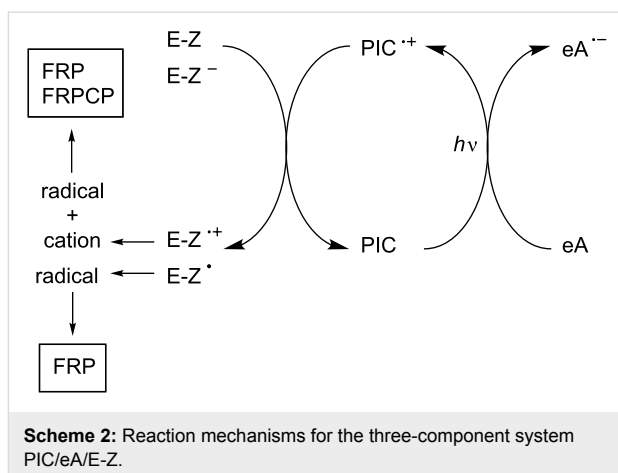 E-Z
E-Z⁻
PIC•+
eA•−
FRP
FRPCP
hν
radical
+
cation
E-Z•+
PIC
eA
radical
E-Z•
FRP
Scheme 2: Reaction mechanisms for the three-component system
PIC/eA/E-Z.